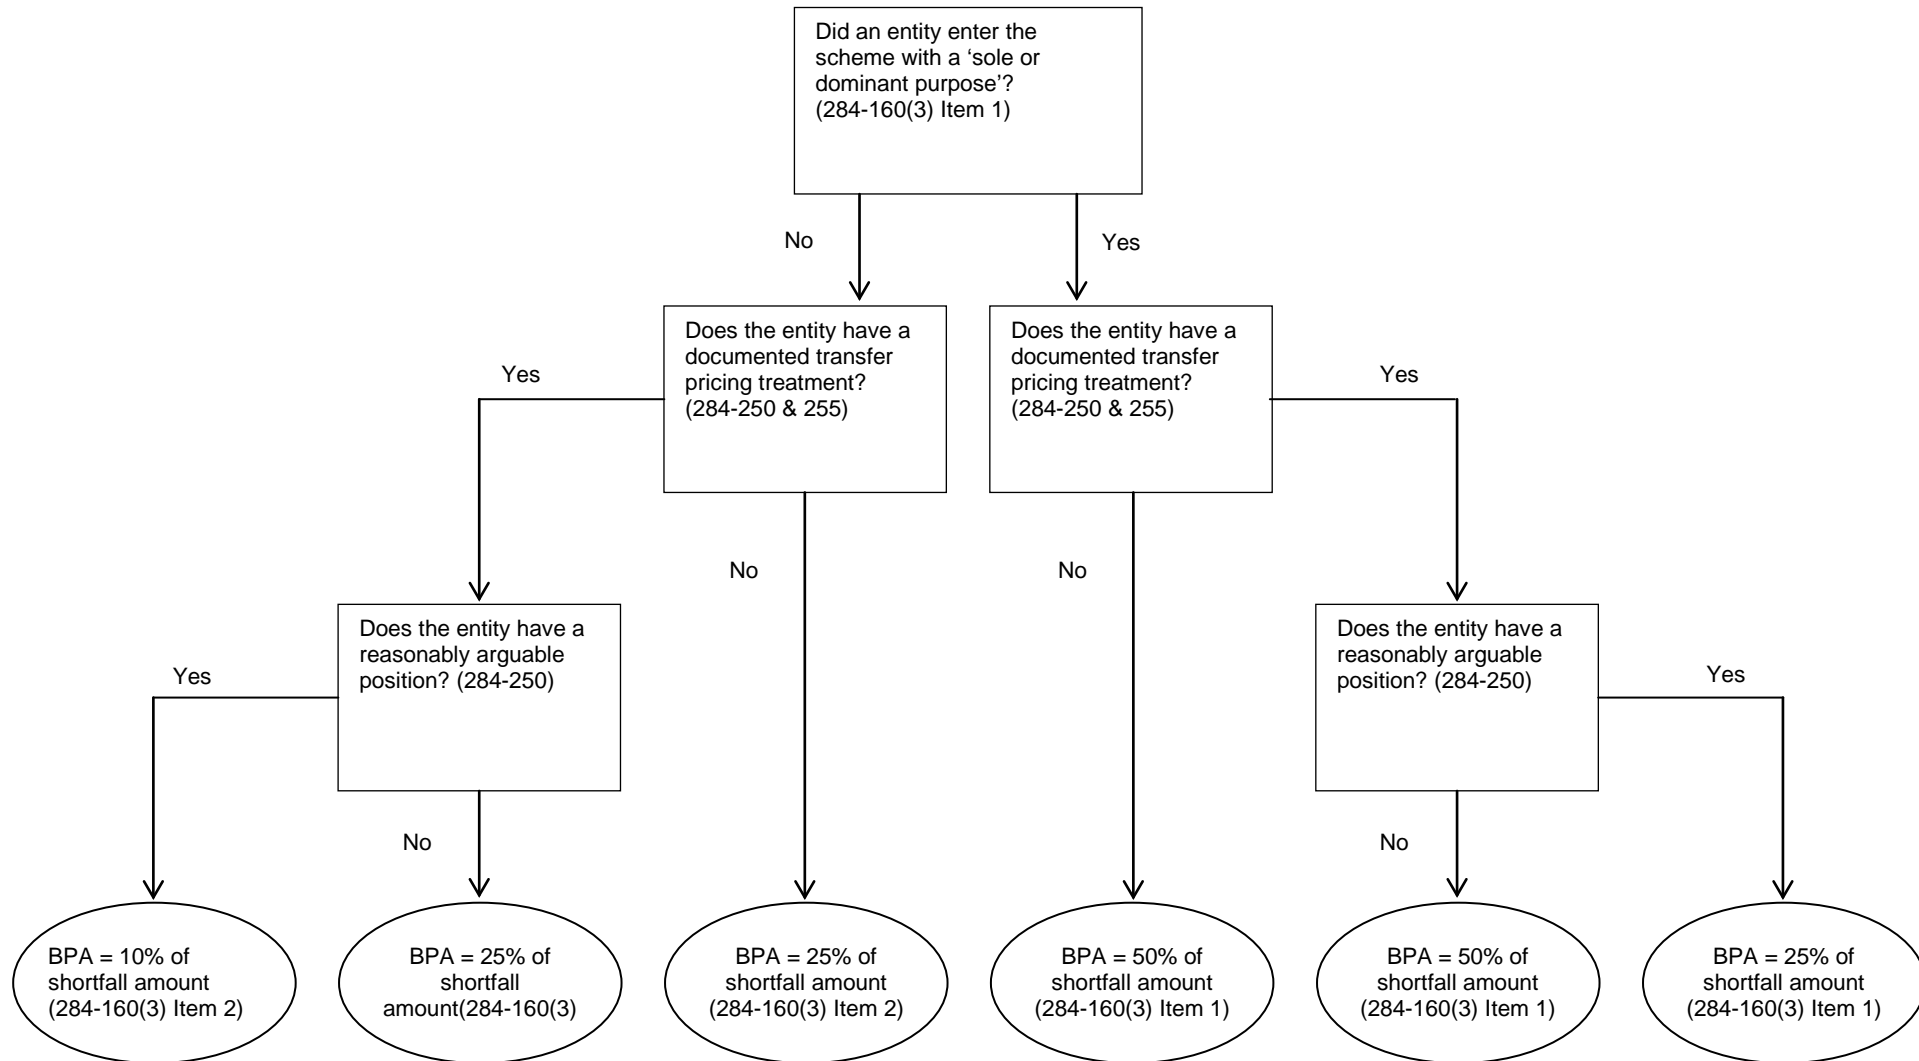 Did an entity enter the
scheme with a ‘sole or
dominant purpose’?
(284-160(3) Item 1)
No
Yes
Does the entity have a
documented transfer
pricing treatment?
(284-250 & 255)
Does the entity have a
documented transfer
pricing treatment?
(284-250 & 255)
Yes
Yes
No
No
Does the entity have a
reasonably arguable
position? (284-250)
Does the entity have a
reasonably arguable
position? (284-250)
Yes
Yes
No
No
BPA = 10% of
shortfall amount
(284-160(3) Item 2)
BPA = 25% of
shortfall
amount(284-160(3)
BPA = 25% of
shortfall amount
(284-160(3) Item 2)
BPA = 50% of
shortfall amount
(284-160(3) Item 1)
BPA = 50% of
shortfall amount
(284-160(3) Item 1)
BPA = 25% of
shortfall amount
(284-160(3) Item 1)